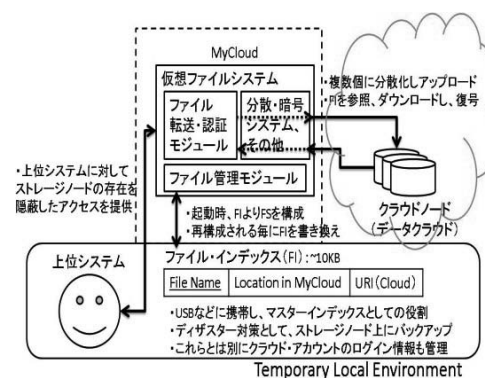 MyCloud
仮想ファイルシステム
ファイル
転送・認証
モジュール
分散・暗号
システム、
その他
ファイル管理モジュール
・複数個に分散化しアップロード
・FIを参照、ダウンロードし、復号
クラウドノード
(データクラウド)
・上位システムに対して
ストレージノードの存在を
隠蔽したアクセスを提供
・起動時、FIよりFSを構成
・再構成される毎にFIを書き換え
上位システム
ファイル・インデックス(FI):~10KB
File Name
Location in MyCloud
URI(Cloud)
・USBなどに携帯し、マスターインデックスとしての役割
・ディザスター対策として、ストレージノード上にバックアップ
・これらとは別にクラウド・アカウントのログイン情報も管理
Temporary Local Environment